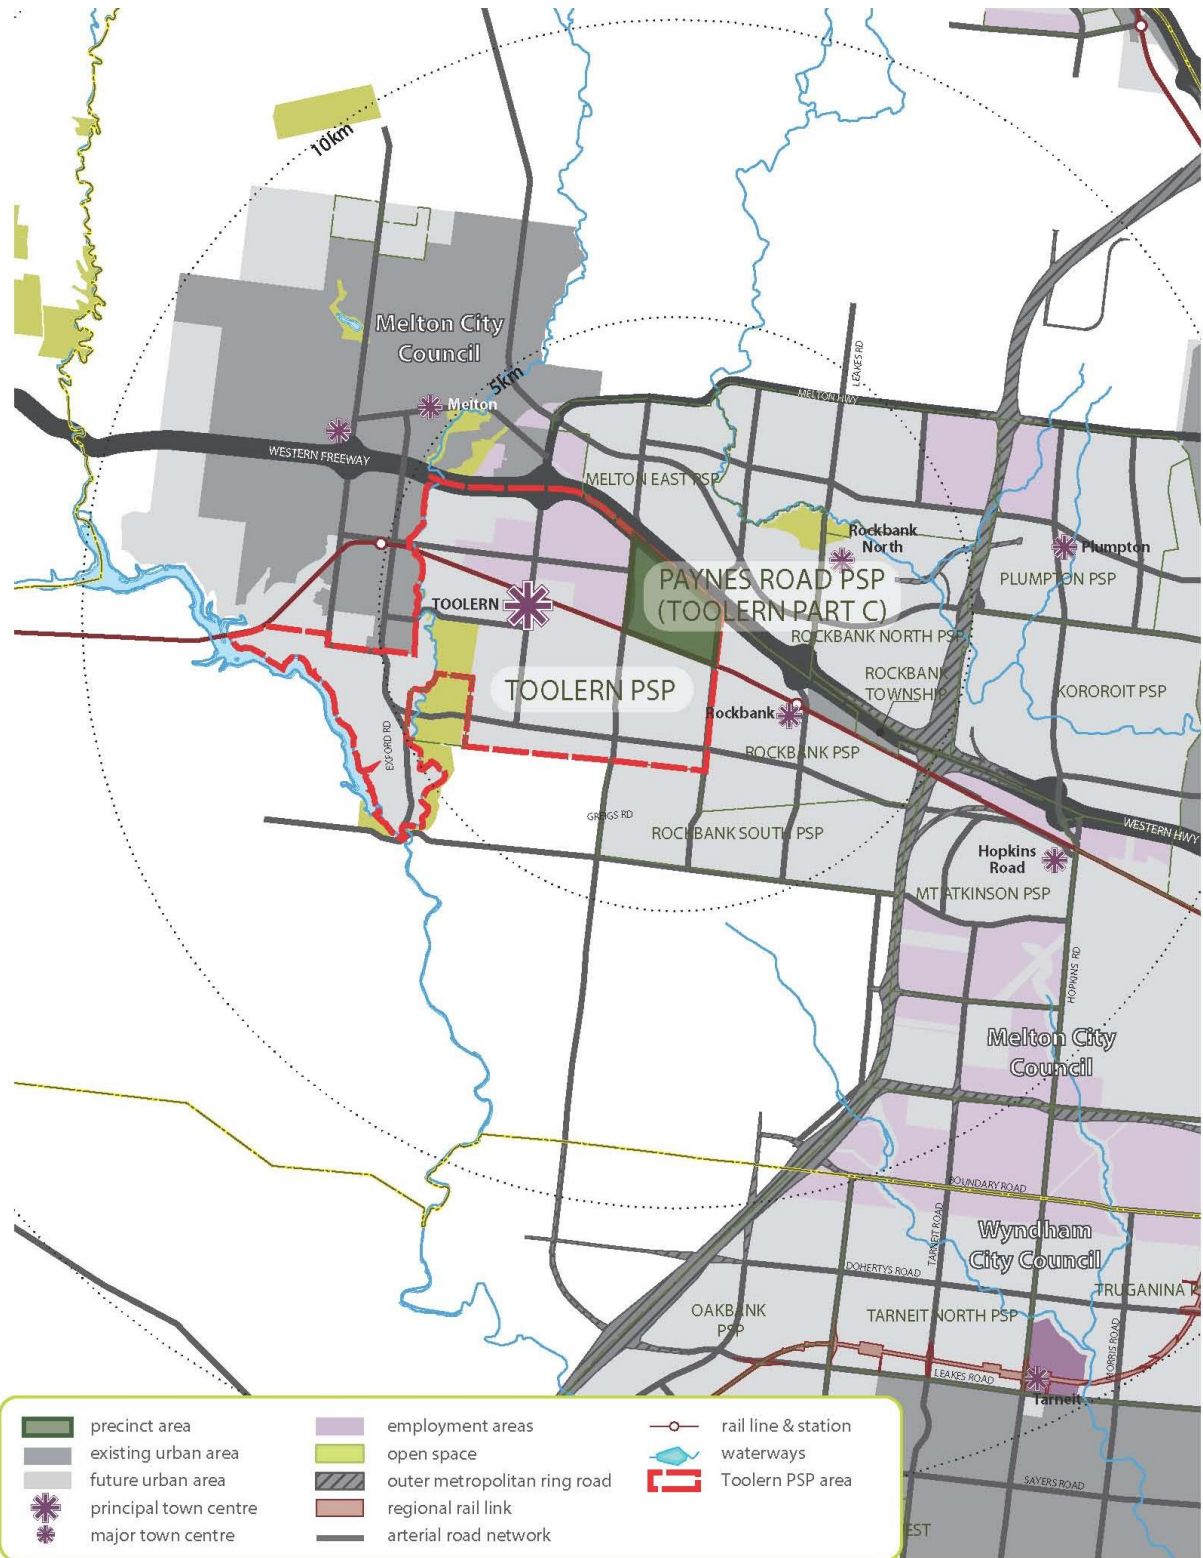 10km
Melton City
Council
LEAKES RD
5km
MELTON HWY
Melton
WESTERN FREEWAY
MELTON EAST PSP
Rockbank
North
Plumpton
PAYNES ROAD PSP
(TOOLERN PART C)
PLUMPTON PSP
TOOLERN
ROCKBANK NORTH PSP
ROCKBANK
TOWNSHIP
TOOLERN PSP
KOROROIT PSP
Rockbank
EXFORD RD
ROCKBANK PSP
GREIGS RD
ROCKBANK SOUTH PSP
WESTERN HWY
Hopkins
Road
MT ATKINSON PSP
HOPKINS RD
Melton City
Council
BOUNDARY ROAD
TARNEIT ROAD
Wyndham
City Council
DOHERTYS ROAD
TRUGANINA
OAKBANK
PSP
TARNEIT NORTH PSP
MORRIS ROAD
LEAKES ROAD
Tarneit
SAYERS ROAD
EST
precinct area
existing urban area
future urban area
principal town centre
major town centre
employment areas
open space
outer metropolitan ring road
regional rail link
arterial road network
rail line & station
waterways
Toolern PSP area